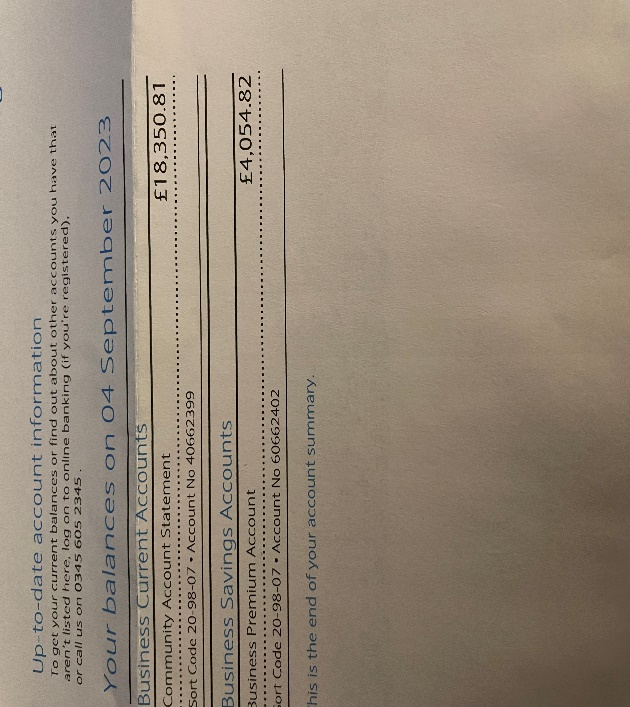 Up-to-date account information
To get your current balances or find out about other accounts you have that
aren't listed here, log on to online banking (if you're registered),
or call us on 0345 605 2345.
Your balances on 04 September 2023
Business Current Accounts
Community Account Statement £18,350.81
Sort Code 20-98-07 • Account No 40662399
Business Savings Accounts
Business Premium Account £4,054.82
Sort Code 20-98-07 • Account No 60662402
This is the end of your account summary.